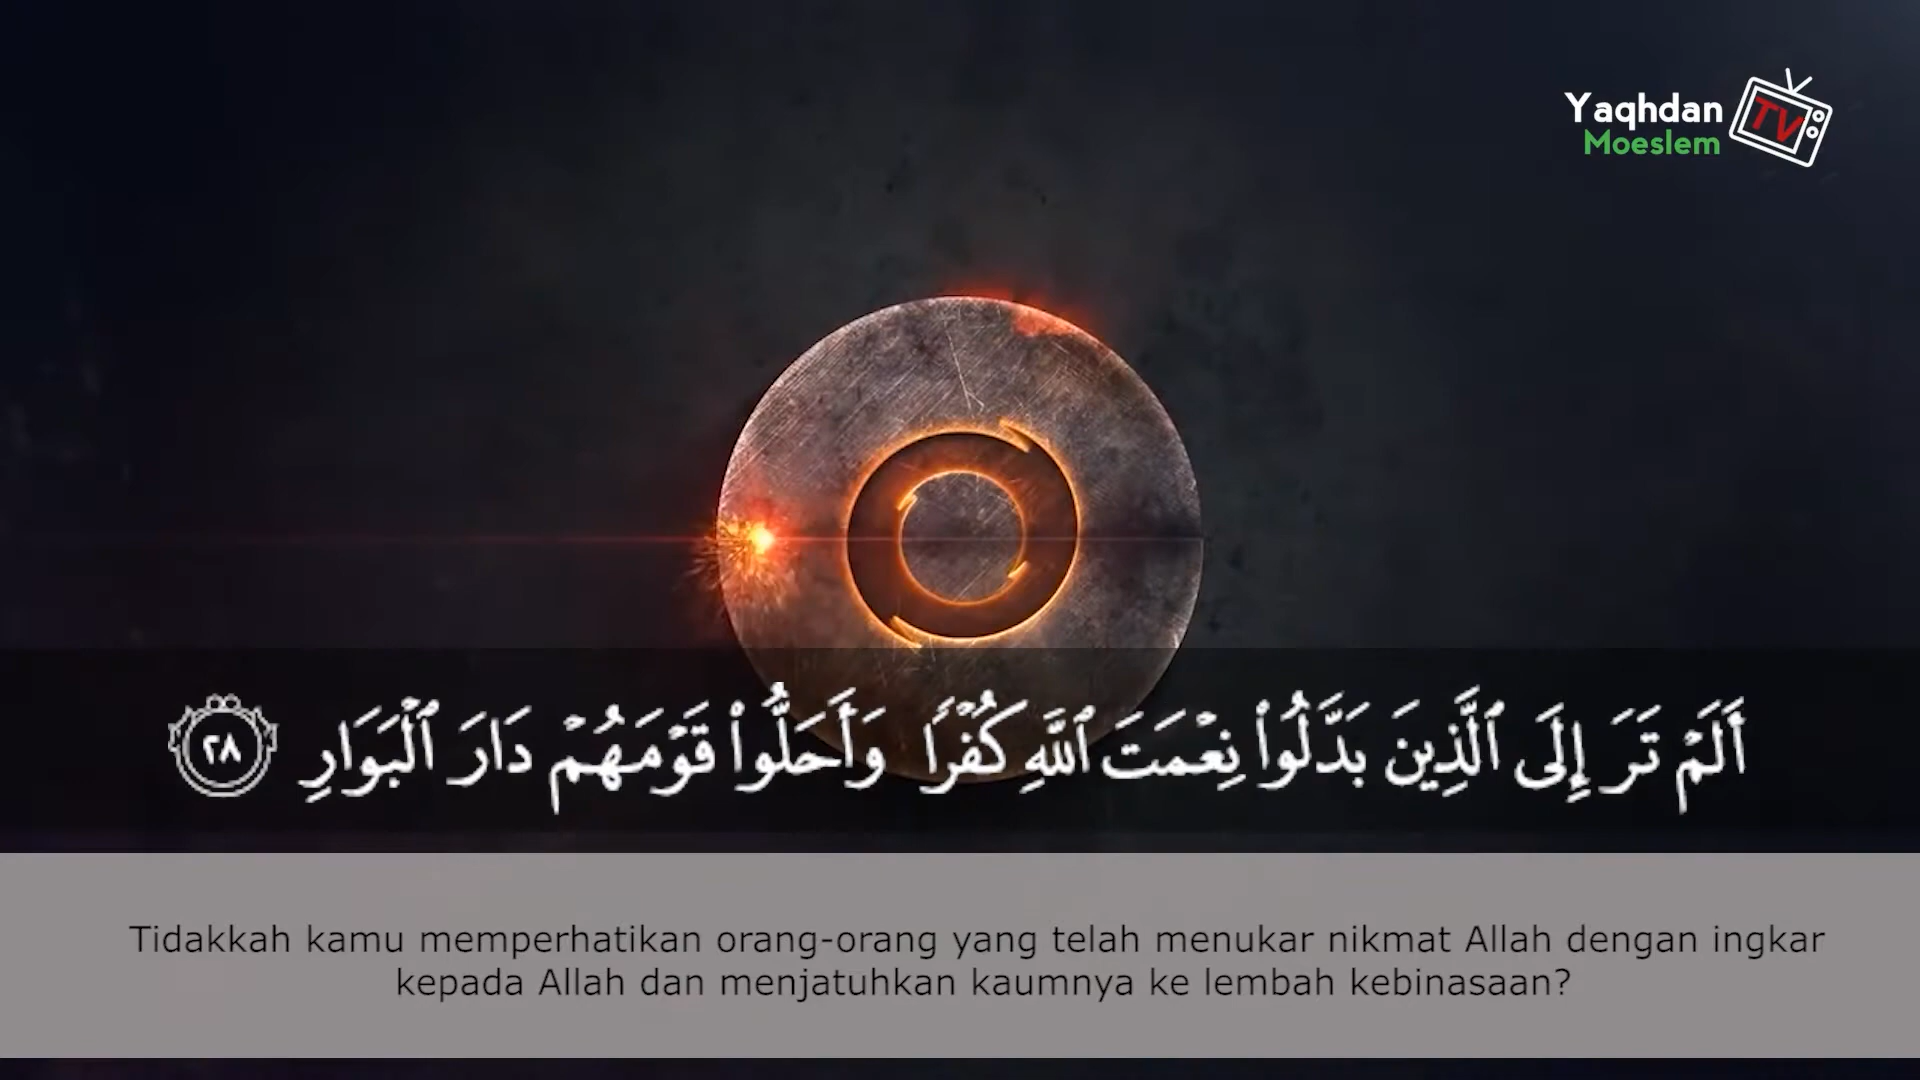 Yaqhdan
Moeslem
TV
أَلَمۡ تَرَ إِلَى ٱلَّذِينَ بَدَّلُواْ نِعۡمَتَ ٱللَّهِ كُفۡرٗا وَأَحَلُّواْ قَوۡمَهُمۡ دَارَ ٱلۡبَوَارِ ٢٨
Tidakkah kamu memperhatikan orang-orang yang telah menukar nikmat Allah dengan ingkar
kepada Allah dan menjatuhkan kaumnya ke lembah kebinasaan?